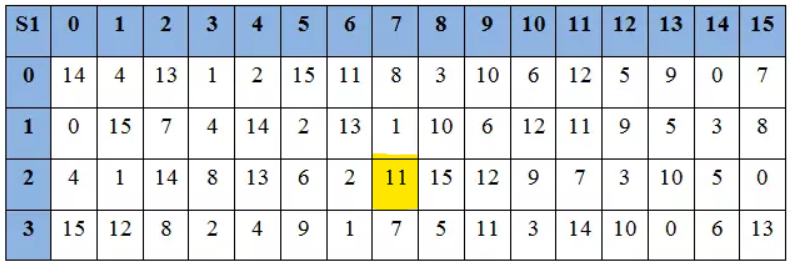 S1 0 1 2 3 4 5 6 7 8 9 10 11 12 13 14 15
0 14 4 13 1 2 15 11 8 3 10 6 12 5 9 0 7
1 0 15 7 4 14 2 13 1 10 6 12 11 9 5 3 8
2 4 1 14 8 13 6 2 11 15 12 9 7 3 10 5 0
3 15 12 8 2 4 9 1 7 5 11 3 14 10 0 6 13